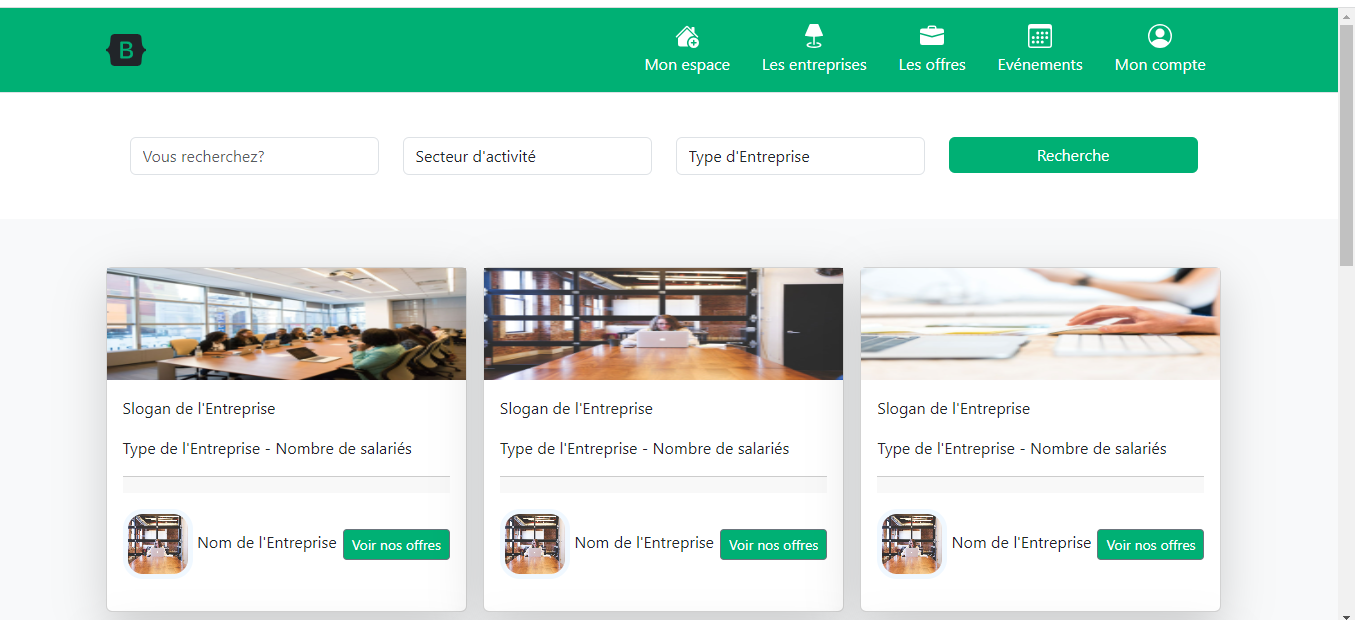 B
Mon espace
Les entreprises
Les offres
Evénements
Mon compte
Vous recherchez?
Secteur d'activité
Type d'Entreprise
Recherche
Slogan de l'Entreprise
Type de l'Entreprise - Nombre de salariés
Nom de l'Entreprise
Voir nos offres
Slogan de l'Entreprise
Type de l'Entreprise - Nombre de salariés
Nom de l'Entreprise
Voir nos offres
Slogan de l'Entreprise
Type de l'Entreprise - Nombre de salariés
Nom de l'Entreprise
Voir nos offres